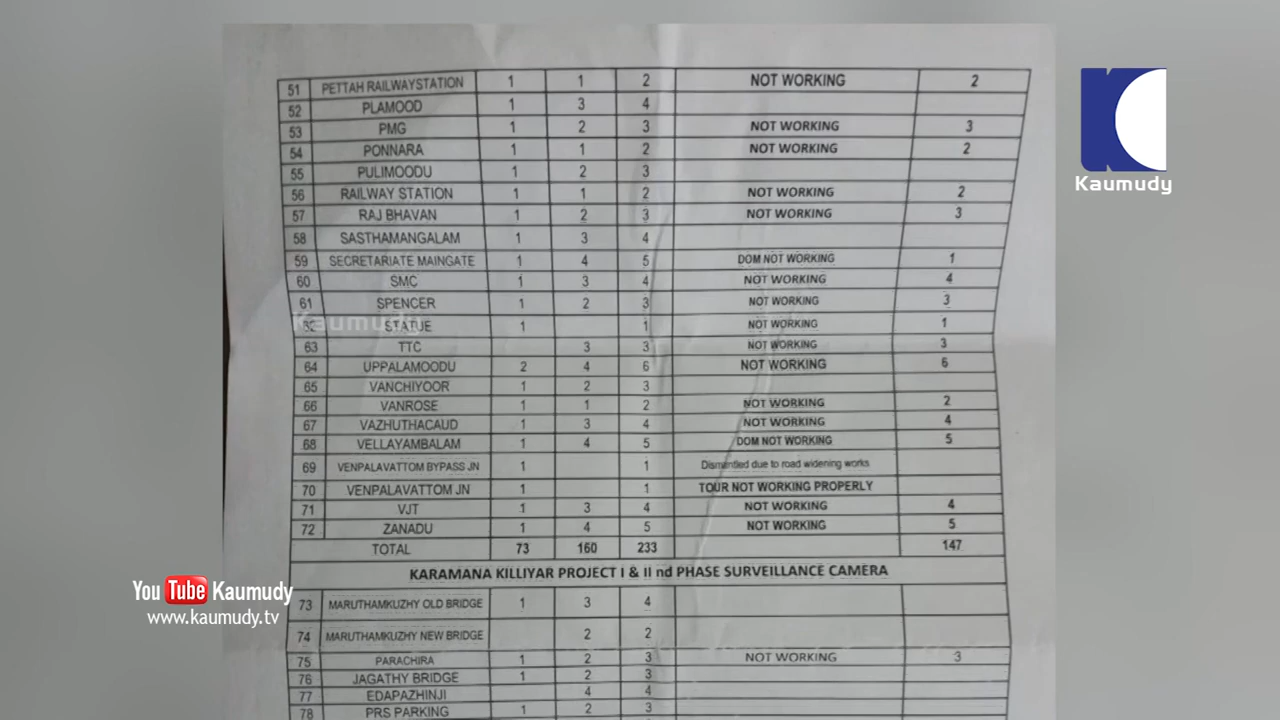 51 PETTAH RAILWAYSTATION 1 1 2 NOT WORKING 2
52 PLAMOOD 1 3 4
53 PMG 1 2 3 NOT WORKING 3
54 PONNARA 1 1 2 NOT WORKING 2
55 PULIMOODU 1 2 3
56 RAILWAY STATION 1 1 2 NOT WORKING 2
57 RAJ BHAVAN 1 2 3 NOT WORKING 3
58 SASTHAMANGALAM 1 3 4
59 SECRETARIATE MAINGATE 1 4 5 DOM NOT WORKING 1
60 SMC 1 3 4 NOT WORKING 4
61 SPENCER 1 2 3 NOT WORKING 3
62 STATUE 1 1 NOT WORKING 1
63 TTC 3 3 NOT WORKING 3
64 UPPALAMOODU 2 4 6 NOT WORKING 6
65 VANCHIYOOR 1 2 3
66 VANROSE 1 1 2 NOT WORKING 2
67 VAZHUTHACAUD 1 3 4 NOT WORKING 4
68 VELLAYAMBALAM 1 4 5 DOM NOT WORKING 5
69 VENPALAVATTOM BYPASS JN 1 1 Dismantled due to road widening works
70 VENPALAVATTOM JN 1 1 TOUR NOT WORKING PROPERLY
71 VJT 1 3 4 NOT WORKING 4
72 ZANADU 1 4 5 NOT WORKING 5
TOTAL 73 160 233 147
KARAMANA KILLIYAR PROJECT I & II nd PHASE SURVEILLANCE CAMERA
73 MARUTHAMKUZHY OLD BRIDGE 1 3 4
74 MARUTHAMKUZHY NEW BRIDGE 2 2
75 PARACHIRA 1 2 3 NOT WORKING 3
76 JAGATHY BRIDGE 1 2 3
77 EDAPAZHINJI 4 4
78 PRS PARKING 1 2 3
Kaumudy
Kaumudy
You Tube Kaumudy
www.kaumudy.tv